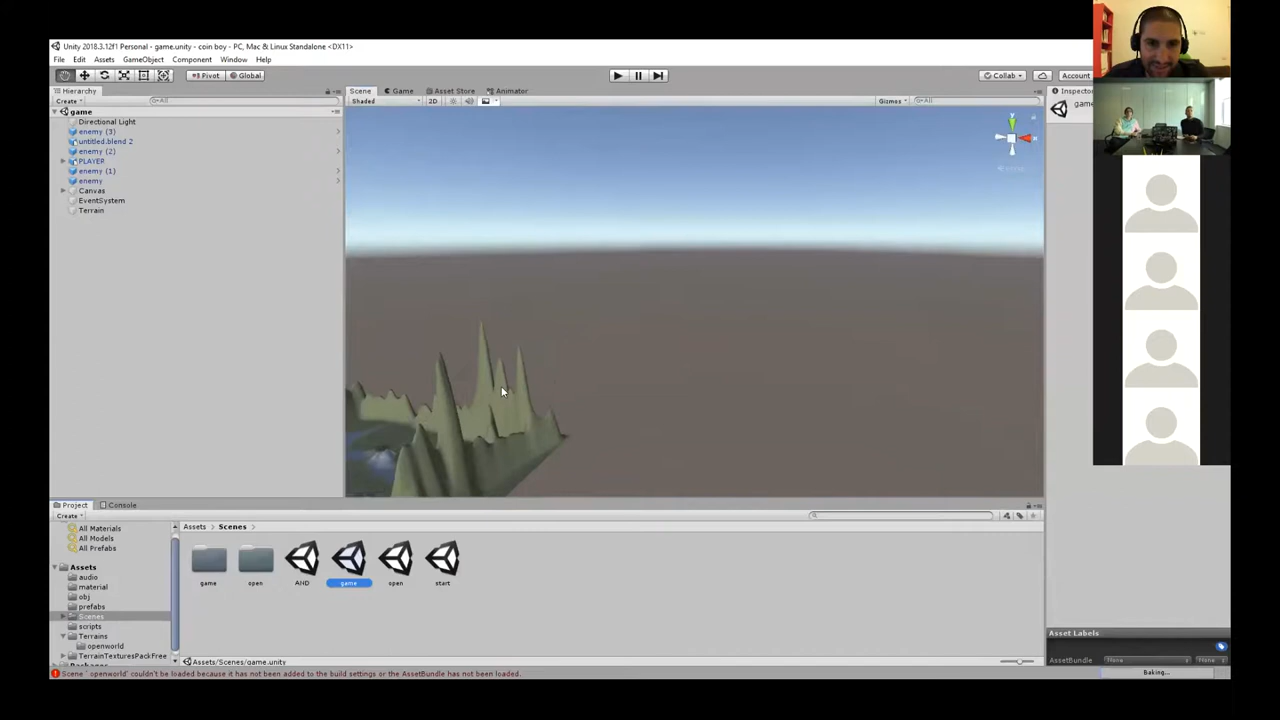 Unity 2018.3.12f1 Personal - game.unity - coin boy - PC, Mac & Linux Standalone <DX11>
File Edit Assets GameObject Component Window Help
Pivot Global Collab Account
Hierarchy Scene Game Asset Store Animator Inspector
Create All Shaded 2D Gizmos All
game
Directional Light
enemy (3)
untitled.blend 2
enemy (2)
PLAYER
enemy (1)
enemy
Canvas
EventSystem
Terrain
Project Console
Create
All Materials
All Models
All Prefabs
Assets
audio
material
obj
prefabs
Scenes
scripts
Terrains
openworld
TerrainTexturesPackFree
Assets > Scenes >
game open AND game open start
Assets/Scenes/game.unity
Asset Labels
AssetBundle None None
Scene ' openworld' couldn't be loaded because it has not been added to the build settings or the AssetBundle has not been loaded.
Baking...